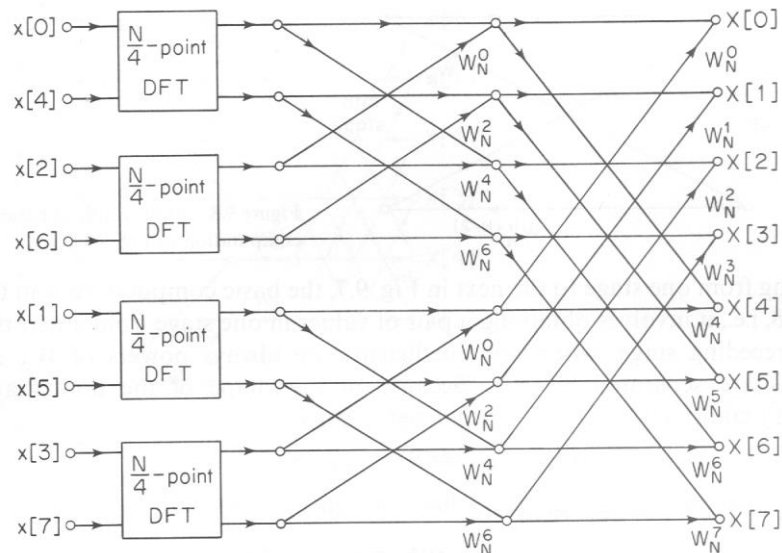 x[0]
N/4-point
DFT
x[4]
x[2]
N/4-point
DFT
x[6]
x[1]
N/4-point
DFT
x[5]
x[3]
N/4-point
DFT
x[7]
W_N^0
W_N^2
W_N^4
W_N^6
W_N^0
W_N^2
W_N^4
W_N^6
X[0]
W_N^0
X[1]
W_N^1
X[2]
W_N^2
X[3]
W_N^3
X[4]
W_N^4
X[5]
W_N^5
X[6]
W_N^6
X[7]
W_N^7